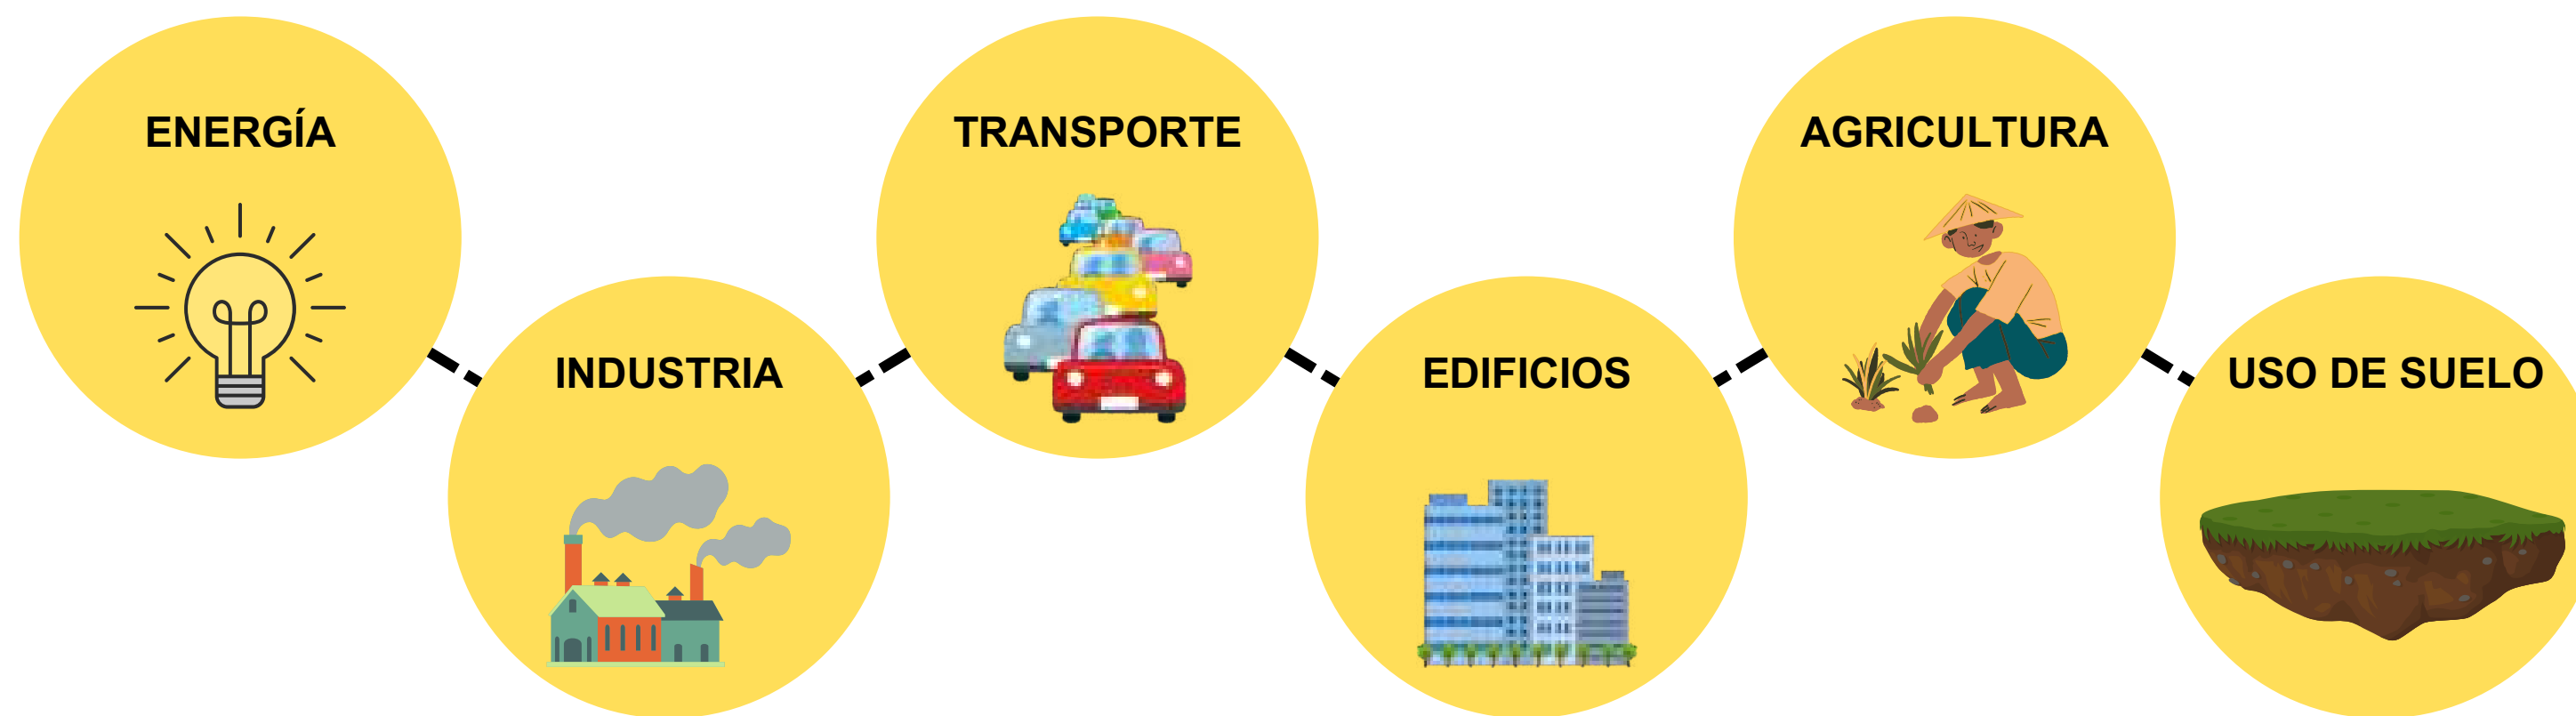 ENERGÍA
INDUSTRIA
TRANSPORTE
EDIFICIOS
AGRICULTURA
USO DE SUELO